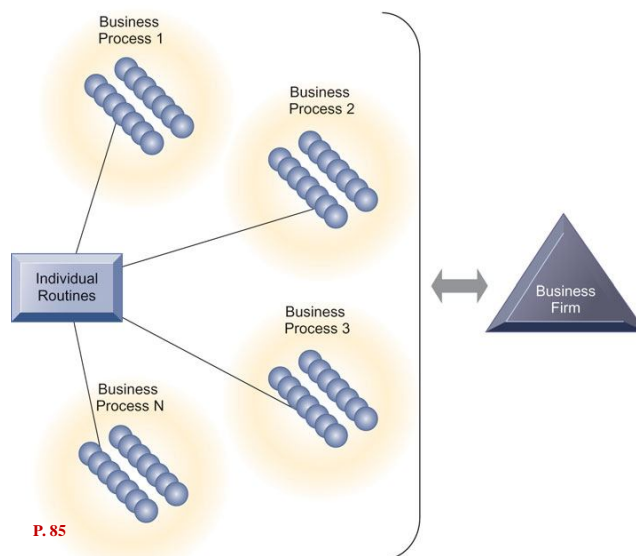 Business
Process 1
Business
Process 2
Individual
Routines
Business
Firm
Business
Process 3
Business
Process N
P. 85